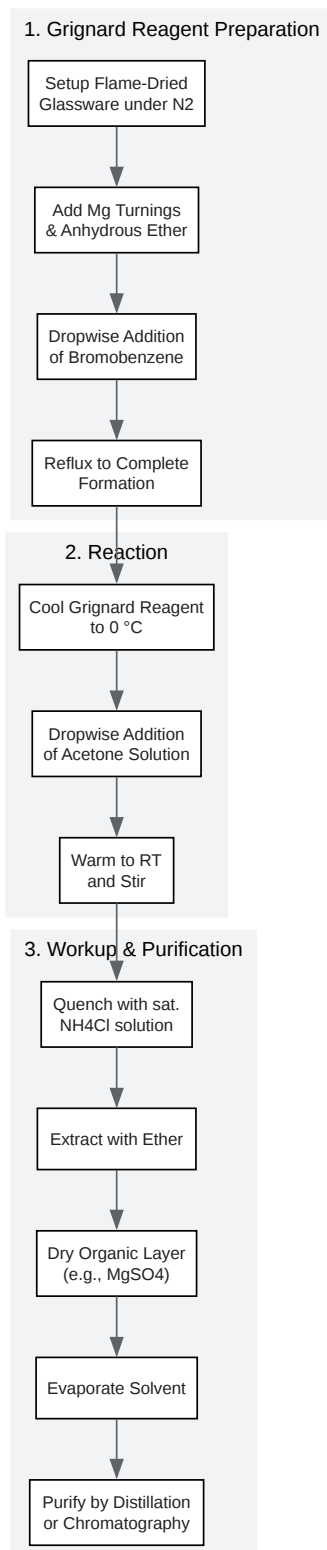 1. Grignard Reagent Preparation
Setup Flame-Dried
Glassware under N2
Add Mg Turnings
& Anhydrous Ether
Dropwise Addition
of Bromobenzene
Reflux to Complete
Formation
2. Reaction
Cool Grignard Reagent
to 0 °C
Dropwise Addition
of Acetone Solution
Warm to RT
and Stir
3. Workup & Purification
Quench with sat.
NH4Cl solution
Extract with Ether
Dry Organic Layer
(e.g., MgSO4)
Evaporate Solvent
Purify by Distillation
or Chromatography